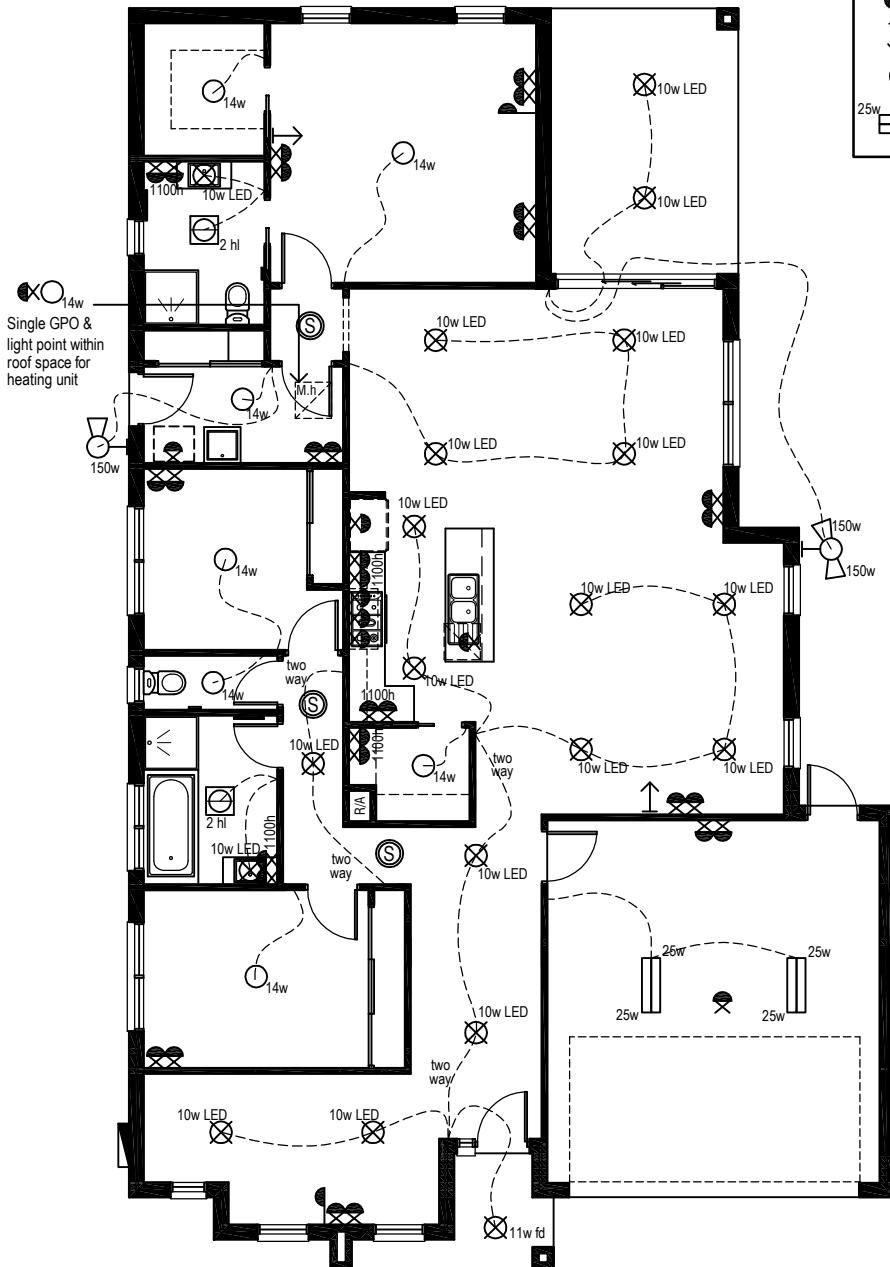 10w LED
25w
14w
14w
1100h
10w LED
10w LED
2 hl
14w
Single GPO &
light point within
roof space for
heating unit
S
10w LED
10w LED
M.h
14w
150w
10w LED
10w LED
10w LED
150w
150w
1100h
14w
10w LED
10w LED
two
way
14w
S
10w LED
1100h
10w LED
1100h
14w
two
way
10w LED
10w LED
2 hl
R/A
10w LED
1100h
S
two
way
10w LED
14w
25w
25w
25w
25w
10w LED
two
way
10w LED
10w LED
11w fd